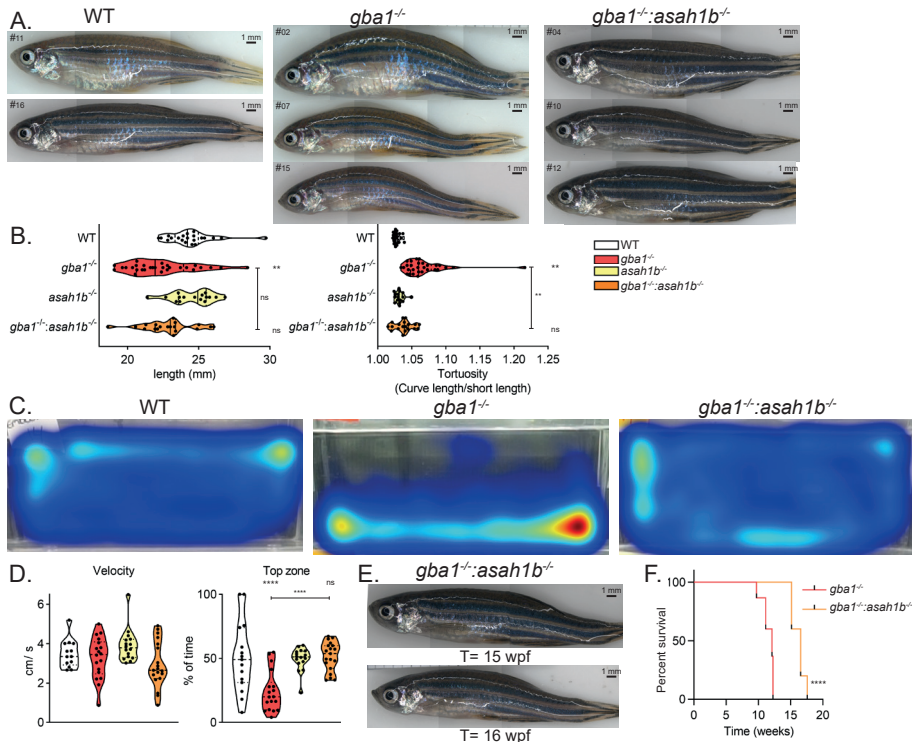 A.
WT
gba1-/-
gba1-/-:asah1b-/-
#11
1 mm
#02
1 mm
#04
1 mm
#16
1 mm
#07
1 mm
#10
1 mm
#15
1 mm
#12
1 mm
B.
WT
gba1-/-
asah1b-/-
gba1-/-:asah1b-/-
**
ns
ns
20
25
30
length (mm)
WT
gba1-/-
asah1b-/-
gba1-/-:asah1b-/-
**
**
ns
1.00
1.05
1.10
1.15
1.20
1.25
Tortuosity
(Curve length/short length)
WT
gba1-/-
asah1b-/-
gba1-/-:asah1b-/-
C.
WT
gba1-/-
gba1-/-:asah1b-/-
D.
Velocity
cm/ s
6
4
2
0
Top zone
% of time
100
50
0
****
****
ns
E.
gba1-/-:asah1b-/-
1 mm
T= 15 wpf
1 mm
T= 16 wpf
F.
Percent survival
100
50
0
0
5
10
15
20
Time (weeks)
gba1-/-
gba1-/-:asah1b-/-
****